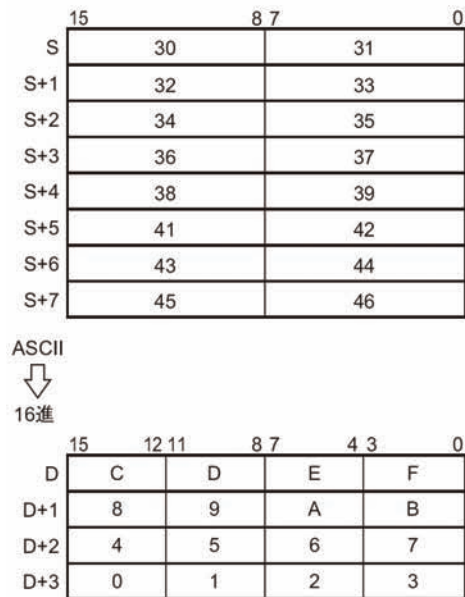 15 8 7 0
S 30 31
S+1 32 33
S+2 34 35
S+3 36 37
S+4 38 39
S+5 41 42
S+6 43 44
S+7 45 46
ASCII
16進
15 12 11 8 7 4 3 0
D C D E F
D+1 8 9 A B
D+2 4 5 6 7
D+3 0 1 2 3